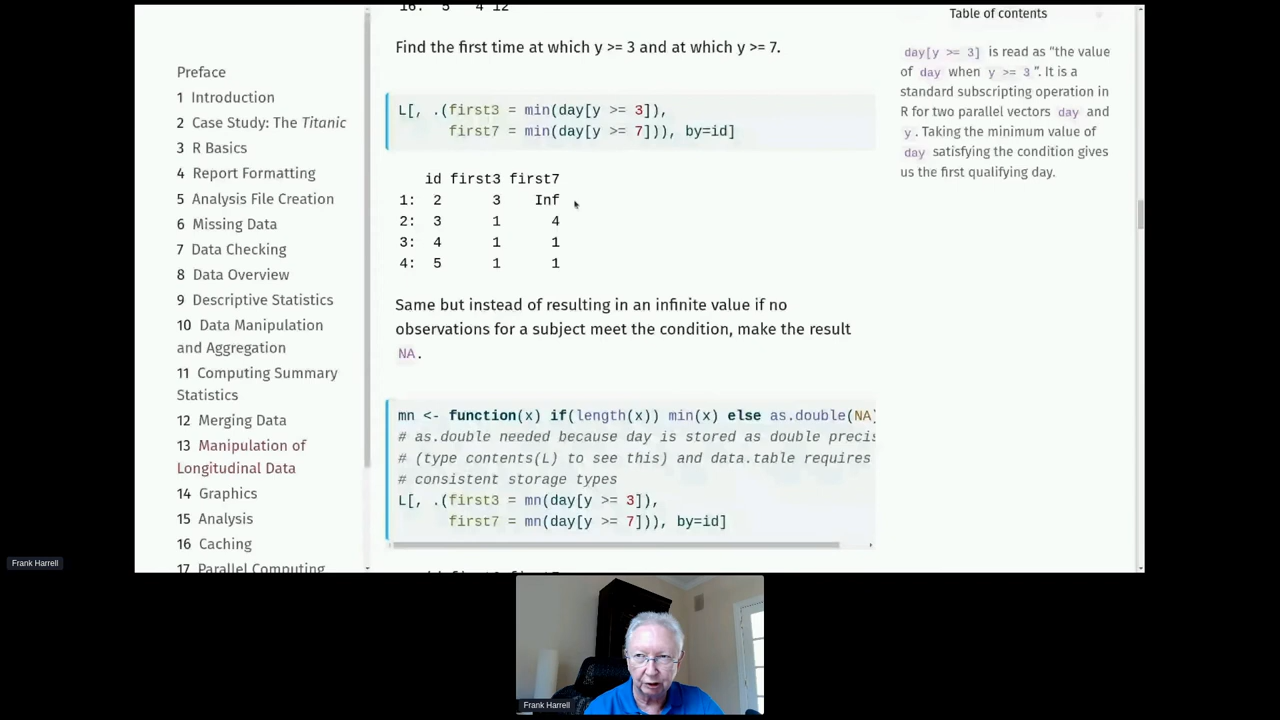 16:  5    4 12
Find the first time at which y >= 3 and at which y >= 7.
L[, .(first3 = min(day[y >= 3]),
first7 = min(day[y >= 7])), by=id]
id first3 first7
1:  2      3    Inf
2:  3      1      4
3:  4      1      1
4:  5      1      1
Same but instead of resulting in an infinite value if no
observations for a subject meet the condition, make the result
NA.
mn <- function(x) if(length(x)) min(x) else as.double(NA)
# as.double needed because day is stored as double precis
# (type contents(L) to see this) and data.table requires
# consistent storage types
L[, .(first3 = mn(day[y >= 3]),
first7 = mn(day[y >= 7])), by=id]
Preface
1 Introduction
2 Case Study: The Titanic
3 R Basics
4 Report Formatting
5 Analysis File Creation
6 Missing Data
7 Data Checking
8 Data Overview
9 Descriptive Statistics
10 Data Manipulation
and Aggregation
11 Computing Summary
Statistics
12 Merging Data
13 Manipulation of
Longitudinal Data
14 Graphics
15 Analysis
16 Caching
17 Parallel Computing
Table of contents
day[y >= 3] is read as “the value
of day when y >= 3 ”. It is a
standard subscripting operation in
R for two parallel vectors day and
y. Taking the minimum value of
day satisfying the condition gives
us the first qualifying day.
Frank Harrell
Frank Harrell